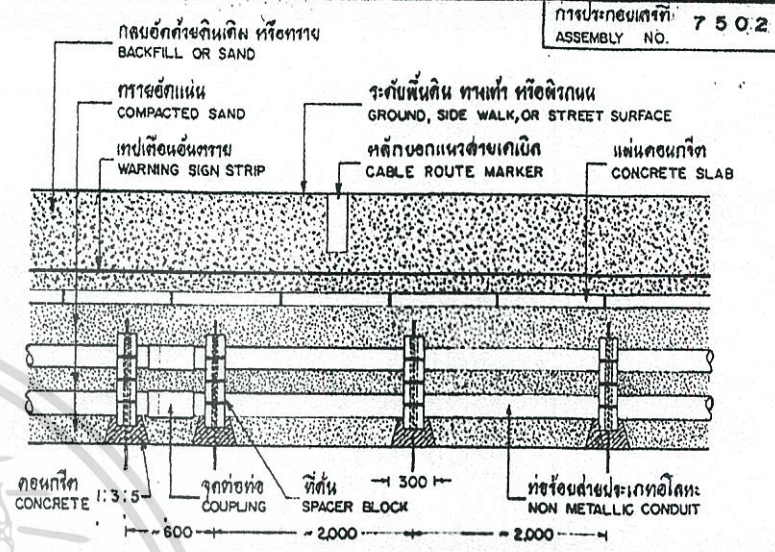 การประกอบเลขที่ 7502
ASSEMBLY NO.
กลบอัดด้วยดินเดิม หรือทราย
BACKFILL OR SAND
ทรายอัดแน่น
COMPACTED SAND
เทปเตือนอันตราย
WARNING SIGN STRIP
ระดับพื้นดิน ทางเท้า หรือผิวถนน
GROUND, SIDE WALK, OR STREET SURFACE
หลักบอกแนวสายเคเบิล
CABLE ROUTE MARKER
แผ่นคอนกรีต
CONCRETE SLAB
คอนกรีต
CONCRETE 1:3:5
จุดต่อท่อ
COUPLING
ที่คั่น
SPACER BLOCK
300
ท่อร้อยสายประเภทอโลหะ
NON METALLIC CONDUIT
~600
~2,000
~2,000